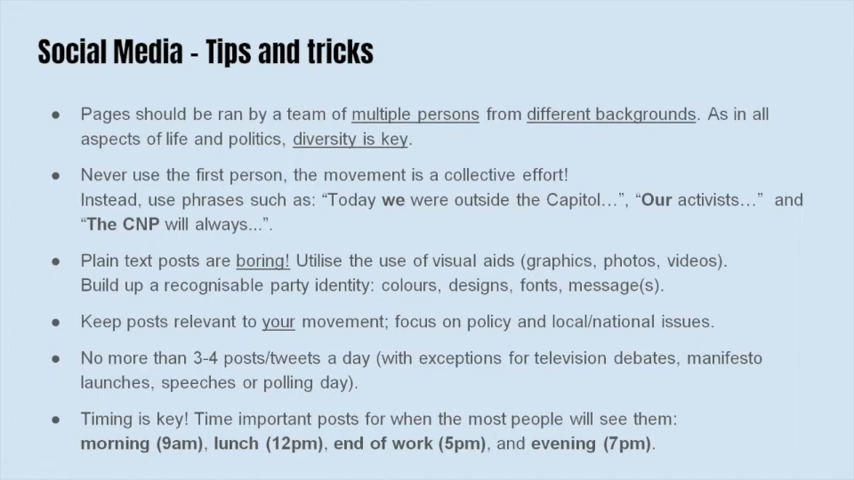 Social Media - Tips and tricks
● Pages should be ran by a team of multiple persons from different backgrounds. As in all
aspects of life and politics, diversity is key.
● Never use the first person, the movement is a collective effort!
Instead, use phrases such as: “Today we were outside the Capitol…”, “Our activists…” and
“The CNP will always...”.
● Plain text posts are boring! Utilise the use of visual aids (graphics, photos, videos).
Build up a recognisable party identity: colours, designs, fonts, message(s).
● Keep posts relevant to your movement; focus on policy and local/national issues.
● No more than 3-4 posts/tweets a day (with exceptions for television debates, manifesto
launches, speeches or polling day).
● Timing is key! Time important posts for when the most people will see them:
morning (9am), lunch (12pm), end of work (5pm), and evening (7pm).